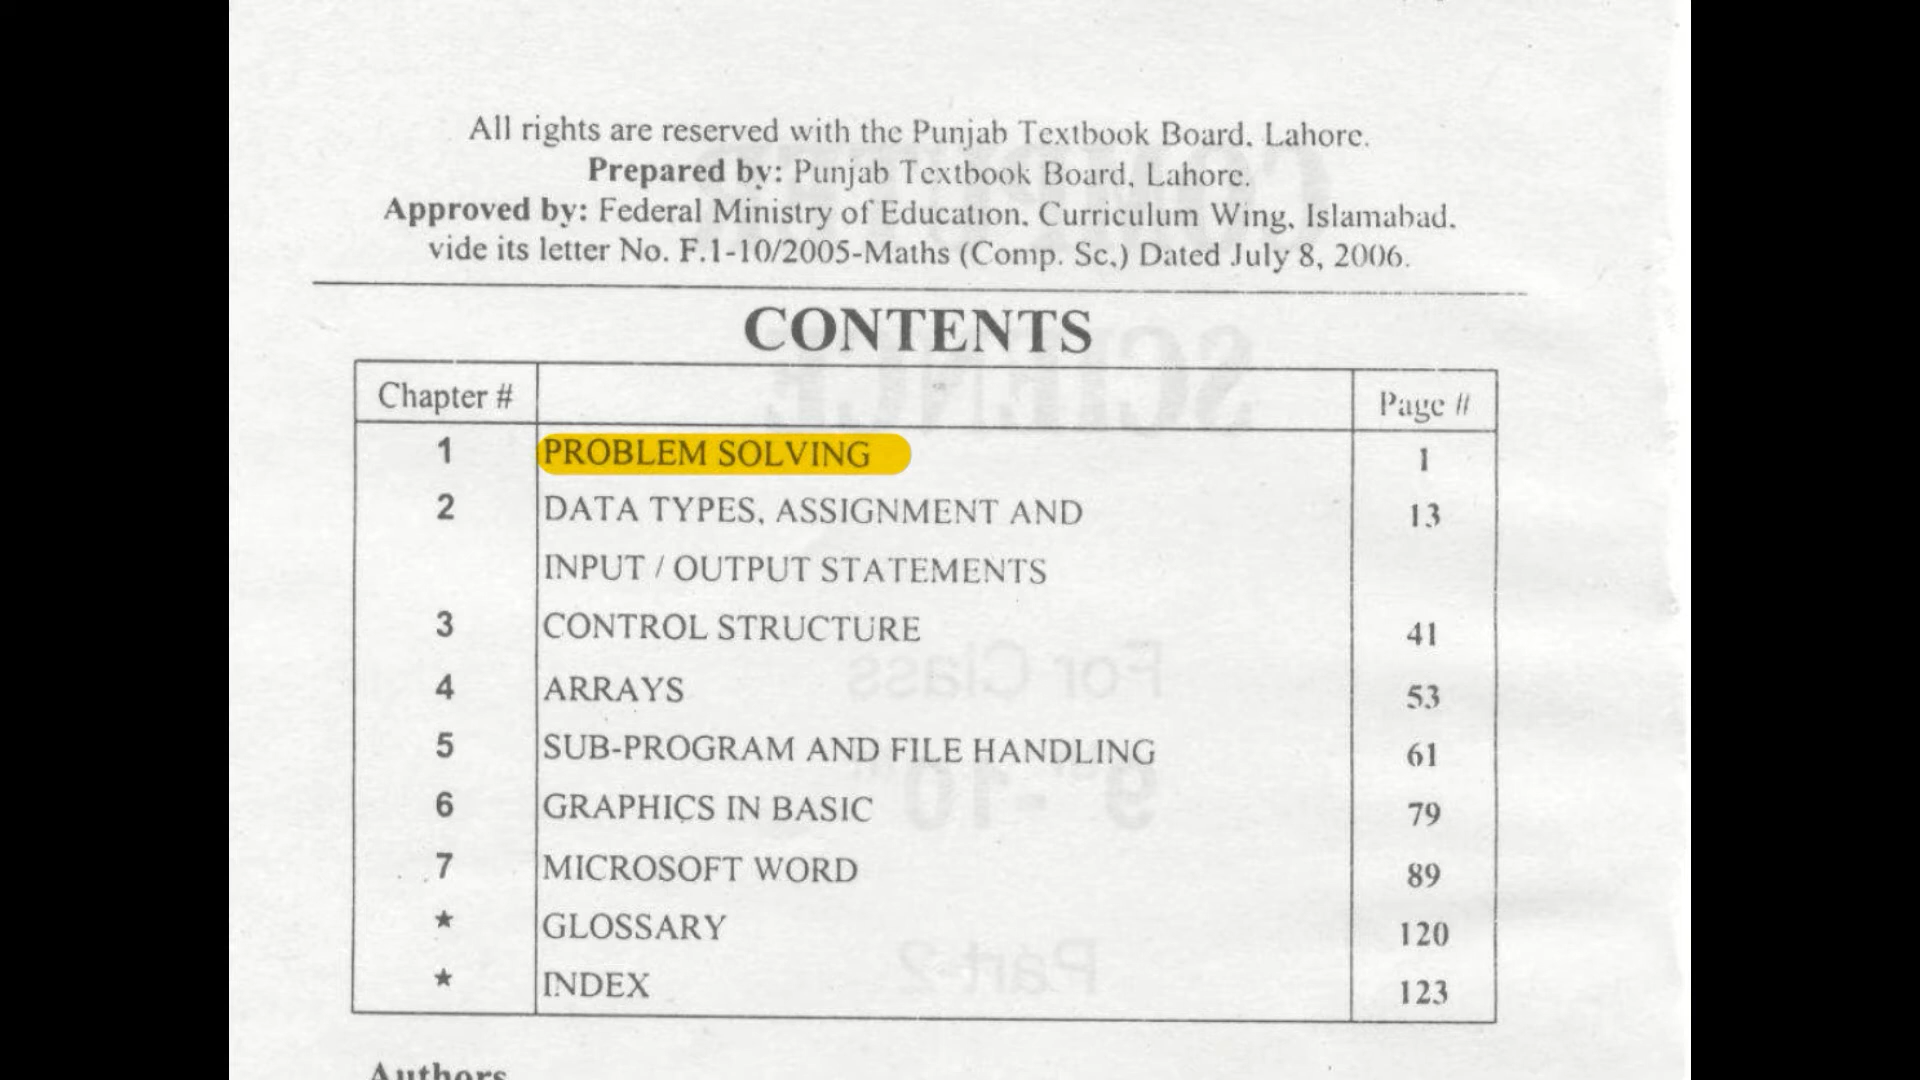 All rights are reserved with the Punjab Textbook Board, Lahore.
Prepared by: Punjab Textbook Board, Lahore.
Approved by: Federal Ministry of Education, Curriculum Wing, Islamabad,
vide its letter No. F.1-10/2005-Maths (Comp. Sc.) Dated July 8, 2006.
CONTENTS
Chapter # Page #
1 PROBLEM SOLVING 1
2 DATA TYPES, ASSIGNMENT AND 13
INPUT / OUTPUT STATEMENTS
3 CONTROL STRUCTURE 41
4 ARRAYS 53
5 SUB-PROGRAM AND FILE HANDLING 61
6 GRAPHICS IN BASIC 79
7 MICROSOFT WORD 89
★ GLOSSARY 120
★ INDEX 123
Authors